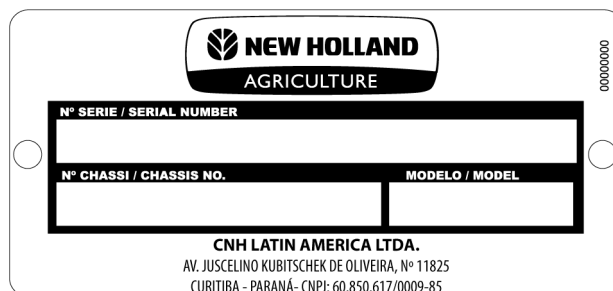 NEW HOLLAND
AGRICULTURE
00000000
Nº SERIE / SERIAL NUMBER
Nº CHASSI / CHASSIS NO.
MODELO / MODEL
CNH LATIN AMERICA LTDA.
AV. JUSCELINO KUBITSCHEK DE OLIVEIRA, Nº 11825
CURITIBA - PARANÁ- CNPJ: 60.850.617/0009-85